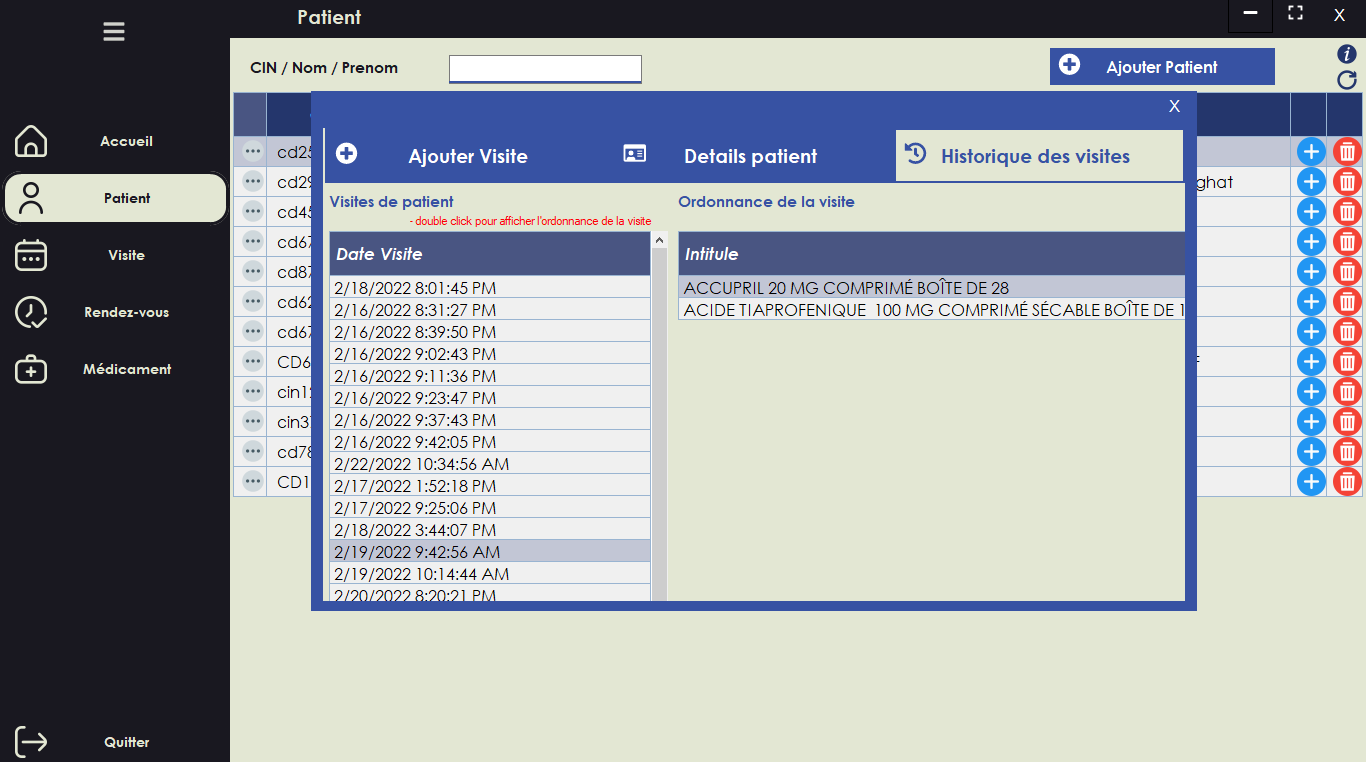 Patient
X
CIN / Nom / Prenom
Ajouter Patient
Accueil
Patient
Visite
Rendez-vous
Médicament
Quitter
X
Ajouter Visite
Details patient
Historique des visites
Visites de patient
- double click pour afficher l'ordonnance de la visite
Date Visite
2/18/2022 8:01:45 PM
2/16/2022 8:31:27 PM
2/16/2022 8:39:50 PM
2/16/2022 9:02:43 PM
2/16/2022 9:11:36 PM
2/16/2022 9:23:47 PM
2/16/2022 9:37:43 PM
2/16/2022 9:42:05 PM
2/22/2022 10:34:56 AM
2/17/2022 1:52:18 PM
2/17/2022 9:25:06 PM
2/18/2022 3:44:07 PM
2/19/2022 9:42:56 AM
2/19/2022 10:14:44 AM
2/20/2022 8:20:21 PM
Ordonnance de la visite
Intitule
ACCUPRIL 20 MG COMPRIMÉ BOÎTE DE 28
ACIDE TIAPROFENIQUE  100 MG COMPRIMÉ SÉCABLE BOÎTE DE 1
cd25
cd29
ghat
cd45
cd67
cd87
cd62
cd67
CD6
cin12
cin37
cd78
CD1